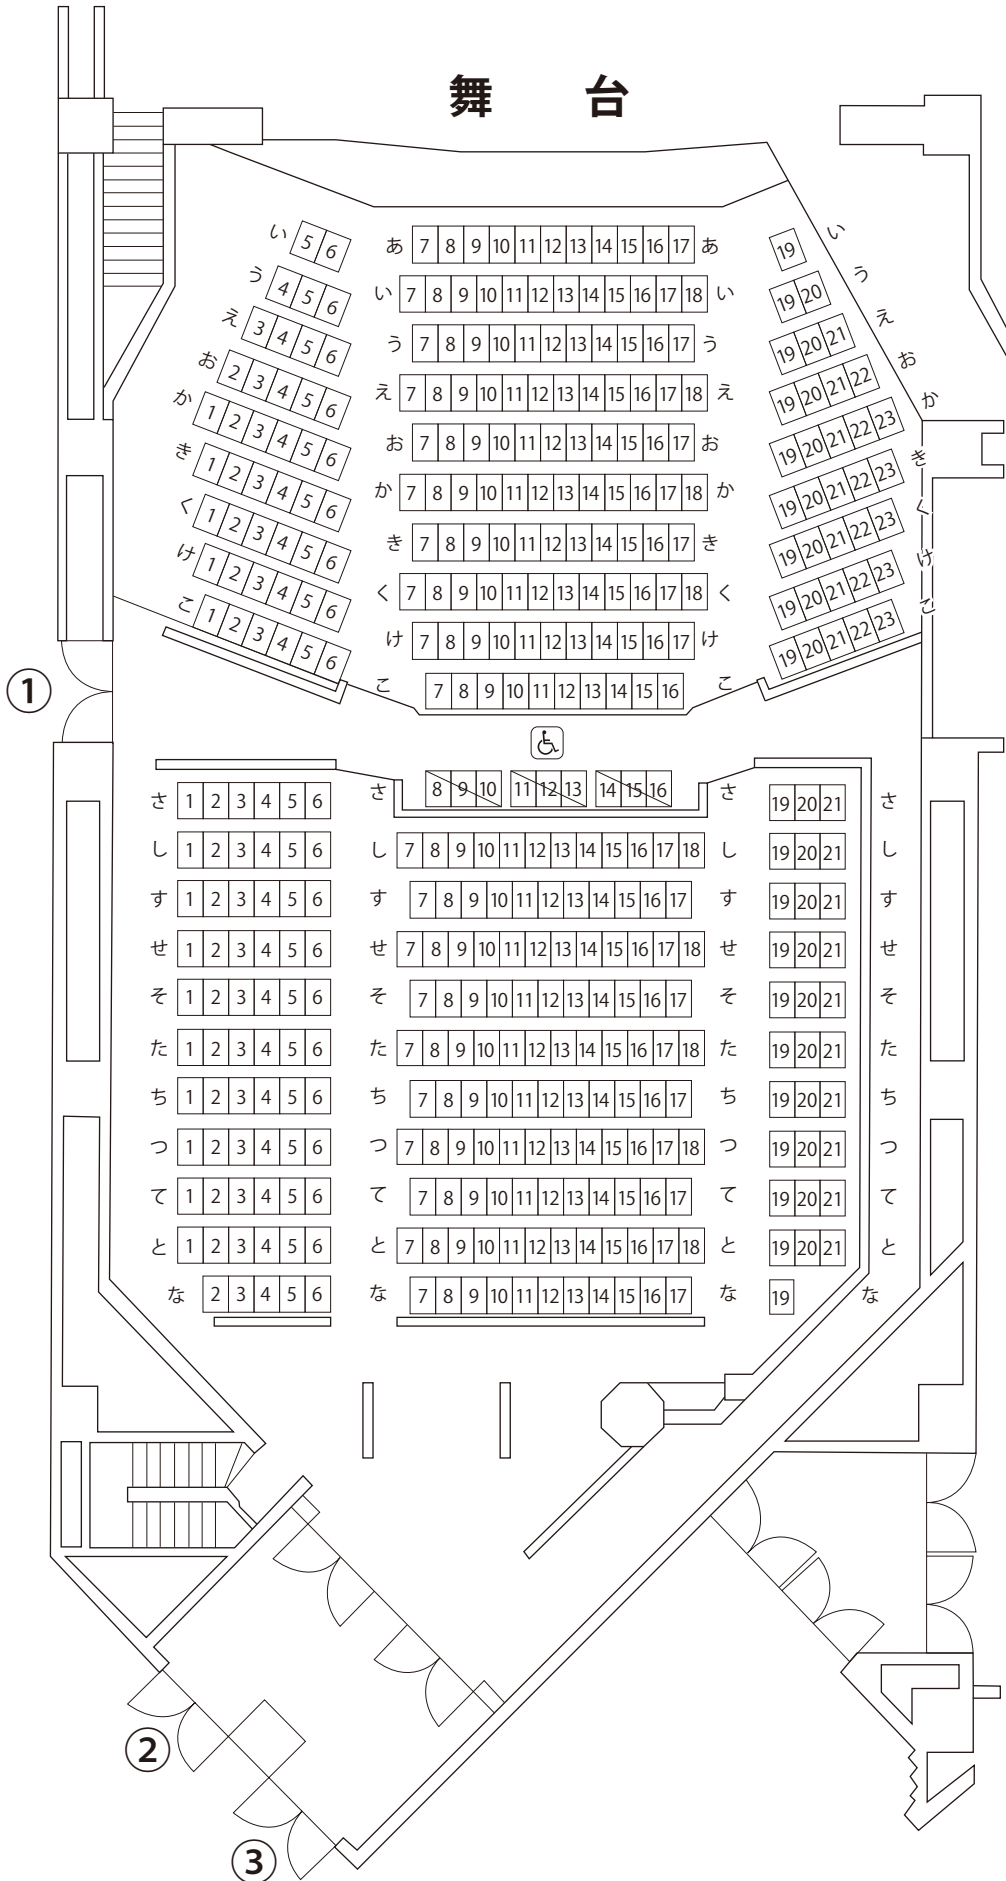 舞 台
あ 7 8 9 10 11 12 13 14 15 16 17 あ
い 5 6 い 7 8 9 10 11 12 13 14 15 16 17 18 い 19 い
う 4 5 6 う 7 8 9 10 11 12 13 14 15 16 17 う 19 20 う
え 3 4 5 6 え 7 8 9 10 11 12 13 14 15 16 17 18 え 19 20 21 え
お 2 3 4 5 6 お 7 8 9 10 11 12 13 14 15 16 17 お 19 20 21 22 お
か 1 2 3 4 5 6 か 7 8 9 10 11 12 13 14 15 16 17 18 か 19 20 21 22 23 か
き 1 2 3 4 5 6 き 7 8 9 10 11 12 13 14 15 16 17 き 19 20 21 22 23 き
く 1 2 3 4 5 6 く 7 8 9 10 11 12 13 14 15 16 17 18 く 19 20 21 22 23 く
け 1 2 3 4 5 6 け 7 8 9 10 11 12 13 14 15 16 17 け 19 20 21 22 23 け
こ 1 2 3 4 5 6 こ 7 8 9 10 11 12 13 14 15 16 こ 19 20 21 22 23 こ
①
さ 1 2 3 4 5 6 さ 8 9 10 11 12 13 14 15 16 さ 19 20 21 さ
し 1 2 3 4 5 6 し 7 8 9 10 11 12 13 14 15 16 17 18 し 19 20 21 し
す 1 2 3 4 5 6 す 7 8 9 10 11 12 13 14 15 16 17 す 19 20 21 す
せ 1 2 3 4 5 6 せ 7 8 9 10 11 12 13 14 15 16 17 18 せ 19 20 21 せ
そ 1 2 3 4 5 6 そ 7 8 9 10 11 12 13 14 15 16 17 そ 19 20 21 そ
た 1 2 3 4 5 6 た 7 8 9 10 11 12 13 14 15 16 17 18 た 19 20 21 た
ち 1 2 3 4 5 6 ち 7 8 9 10 11 12 13 14 15 16 17 ち 19 20 21 ち
つ 1 2 3 4 5 6 つ 7 8 9 10 11 12 13 14 15 16 17 18 つ 19 20 21 つ
て 1 2 3 4 5 6 て 7 8 9 10 11 12 13 14 15 16 17 て 19 20 21 て
と 1 2 3 4 5 6 と 7 8 9 10 11 12 13 14 15 16 17 18 と 19 20 21 と
な 2 3 4 5 6 な 7 8 9 10 11 12 13 14 15 16 17 な 19 な
②
③